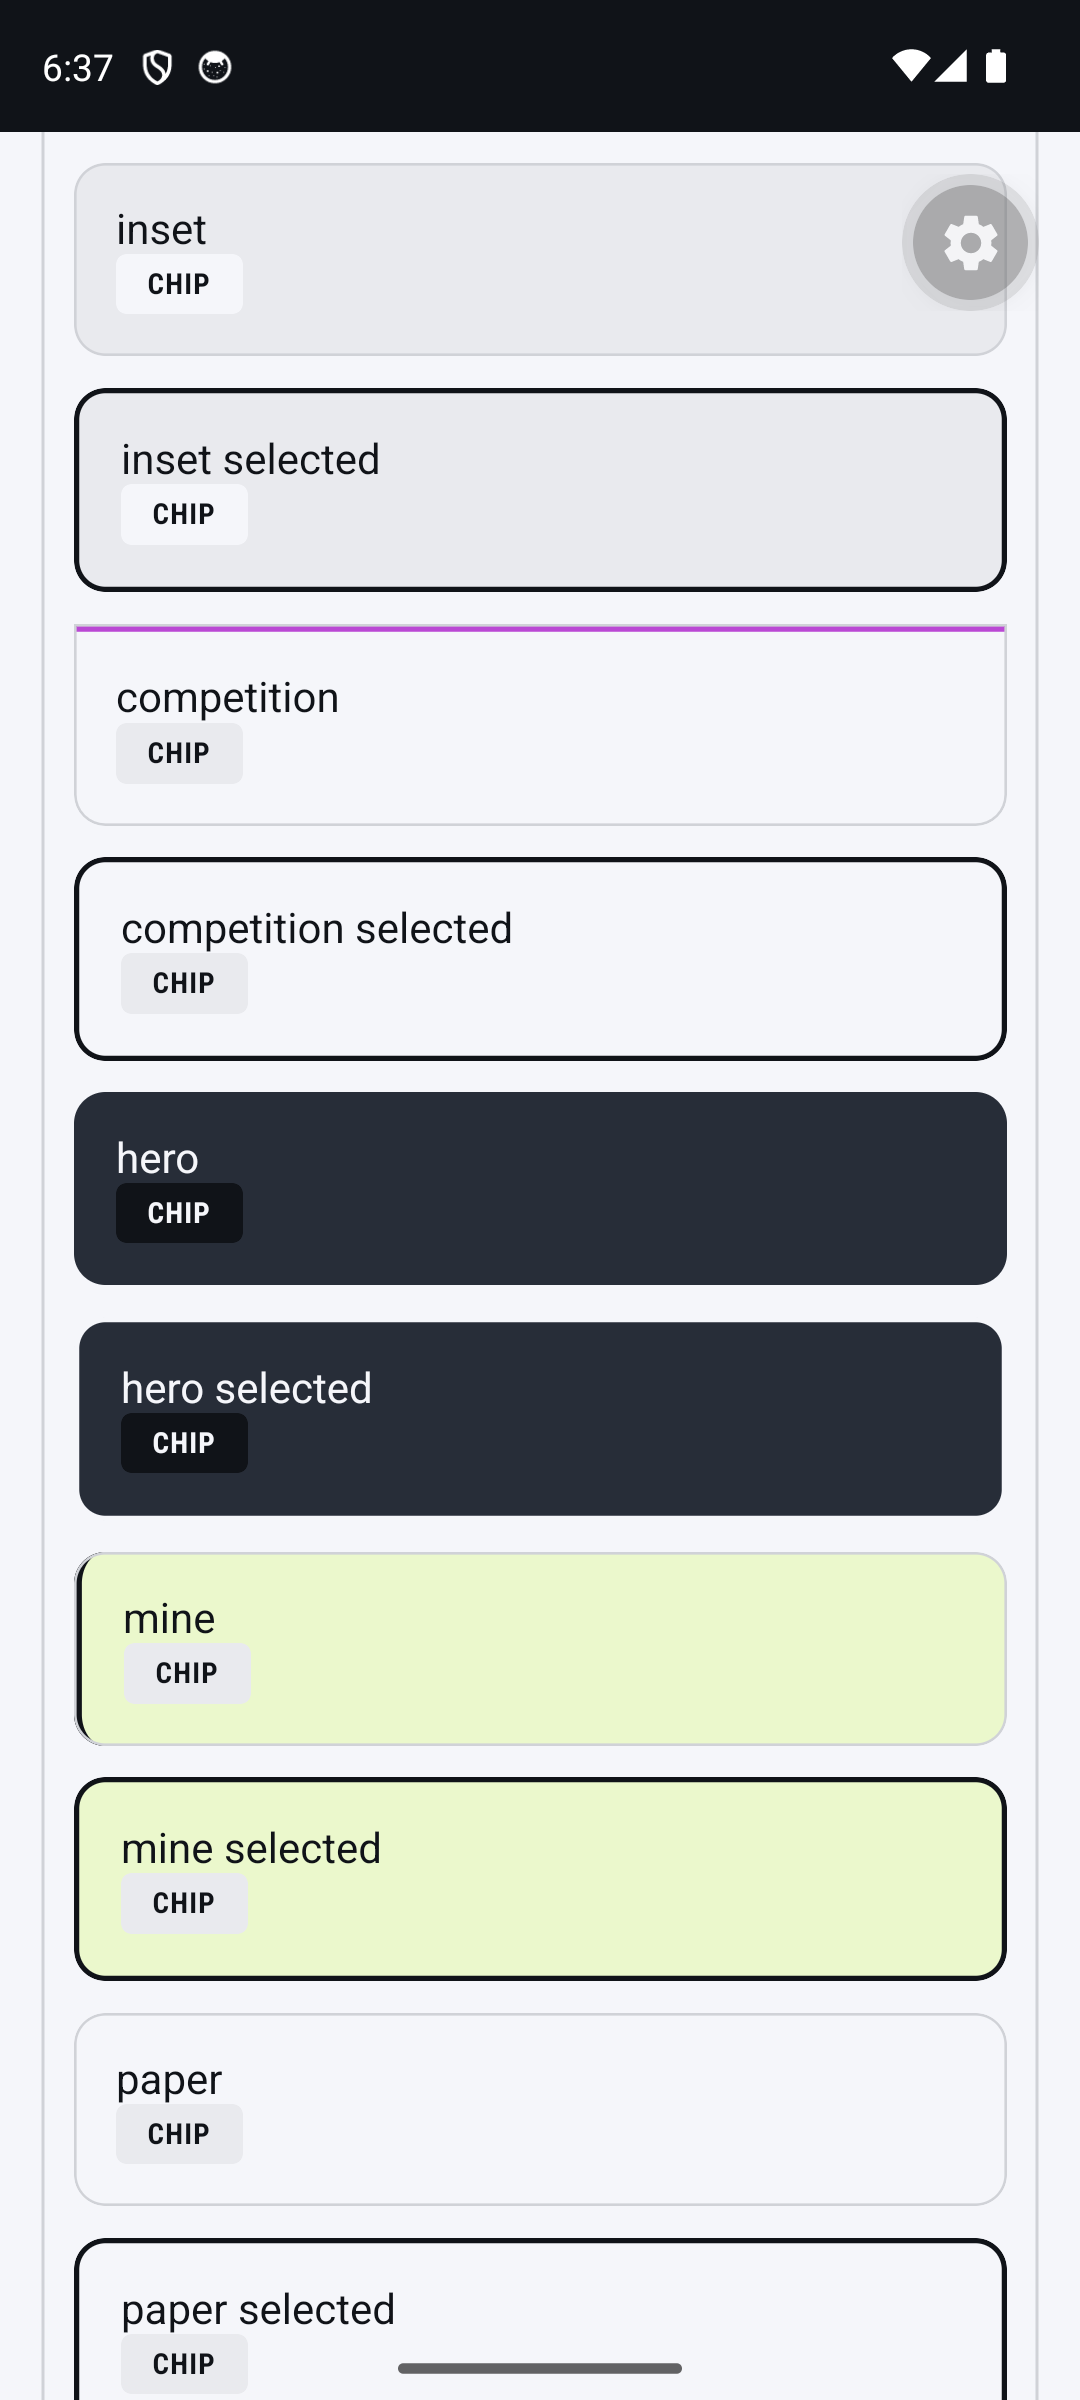 6:37
inset
CHIP
inset selected
CHIP
competition
CHIP
competition selected
CHIP
hero
CHIP
hero selected
CHIP
mine
CHIP
mine selected
CHIP
paper
CHIP
paper selected
CHIP